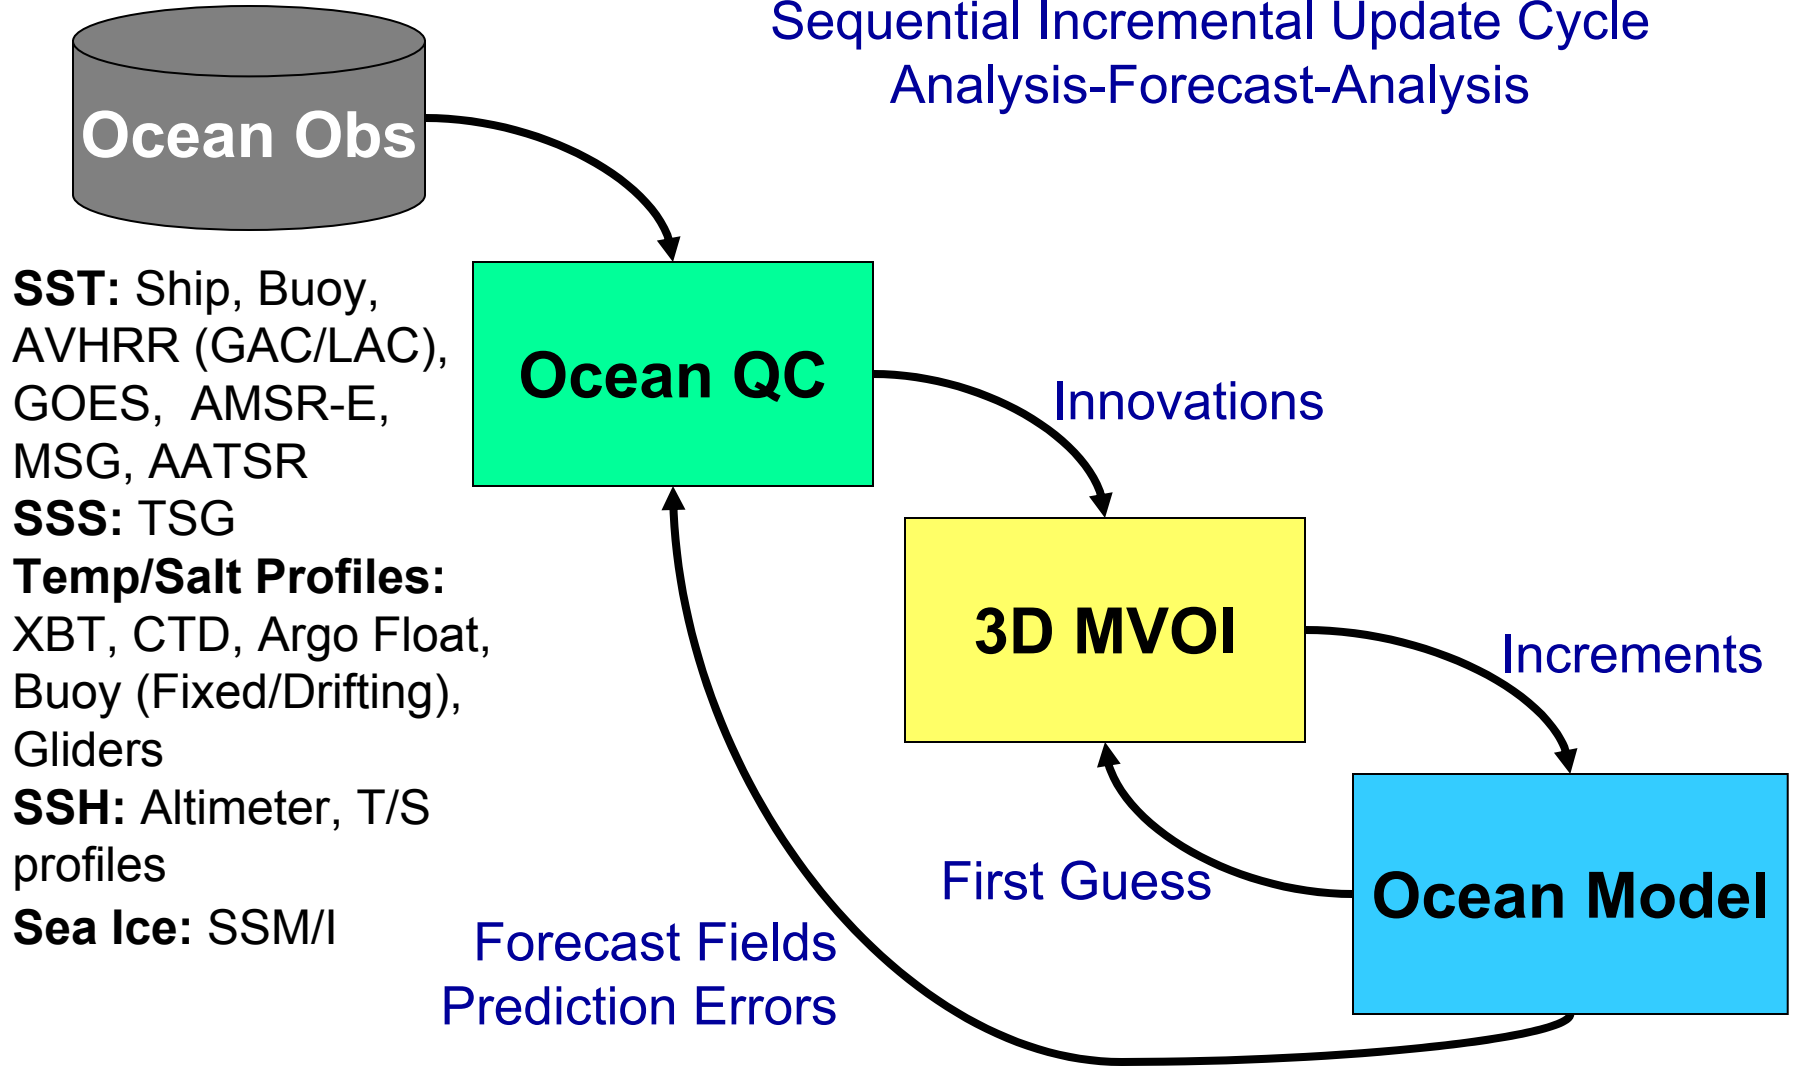 Sequential Incremental Update Cycle
Analysis-Forecast-Analysis
Ocean Obs
SST: Ship, Buoy,
AVHRR (GAC/LAC),
GOES, AMSR-E,
MSG, AATSR
SSS: TSG
Temp/Salt Profiles:
XBT, CTD, Argo Float,
Buoy (Fixed/Drifting),
Gliders
SSH: Altimeter, T/S
profiles
Sea Ice: SSM/I
Ocean QC
Innovations
3D MVOI
Increments
First Guess
Ocean Model
Forecast Fields
Prediction Errors